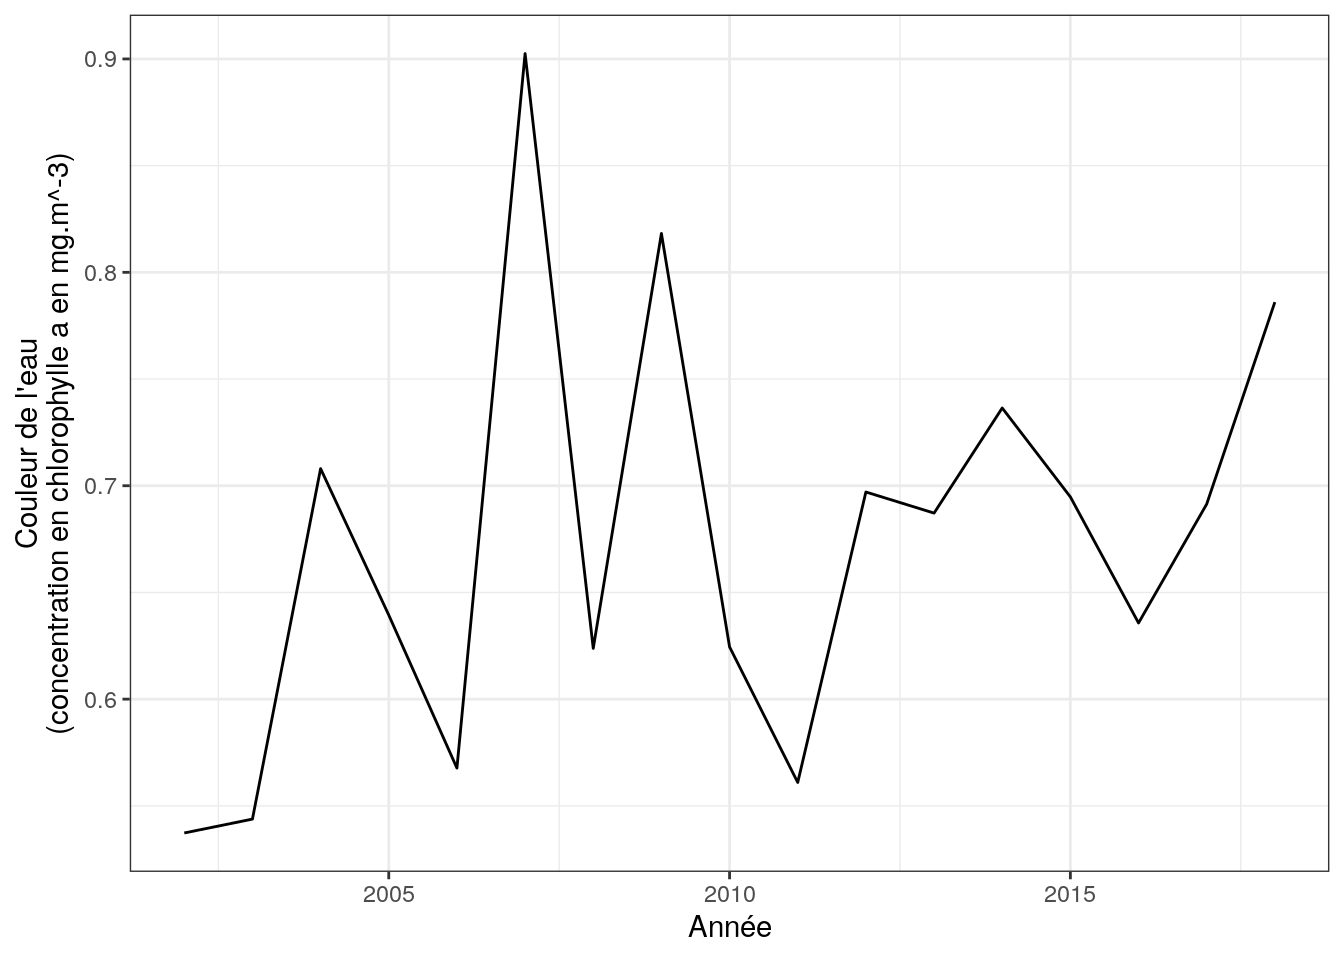 Couleur de l'eau
(concentration en chlorophylle a en mg.m^-3)
0.9
0.8
0.7
0.6
2005
2010
2015
Année